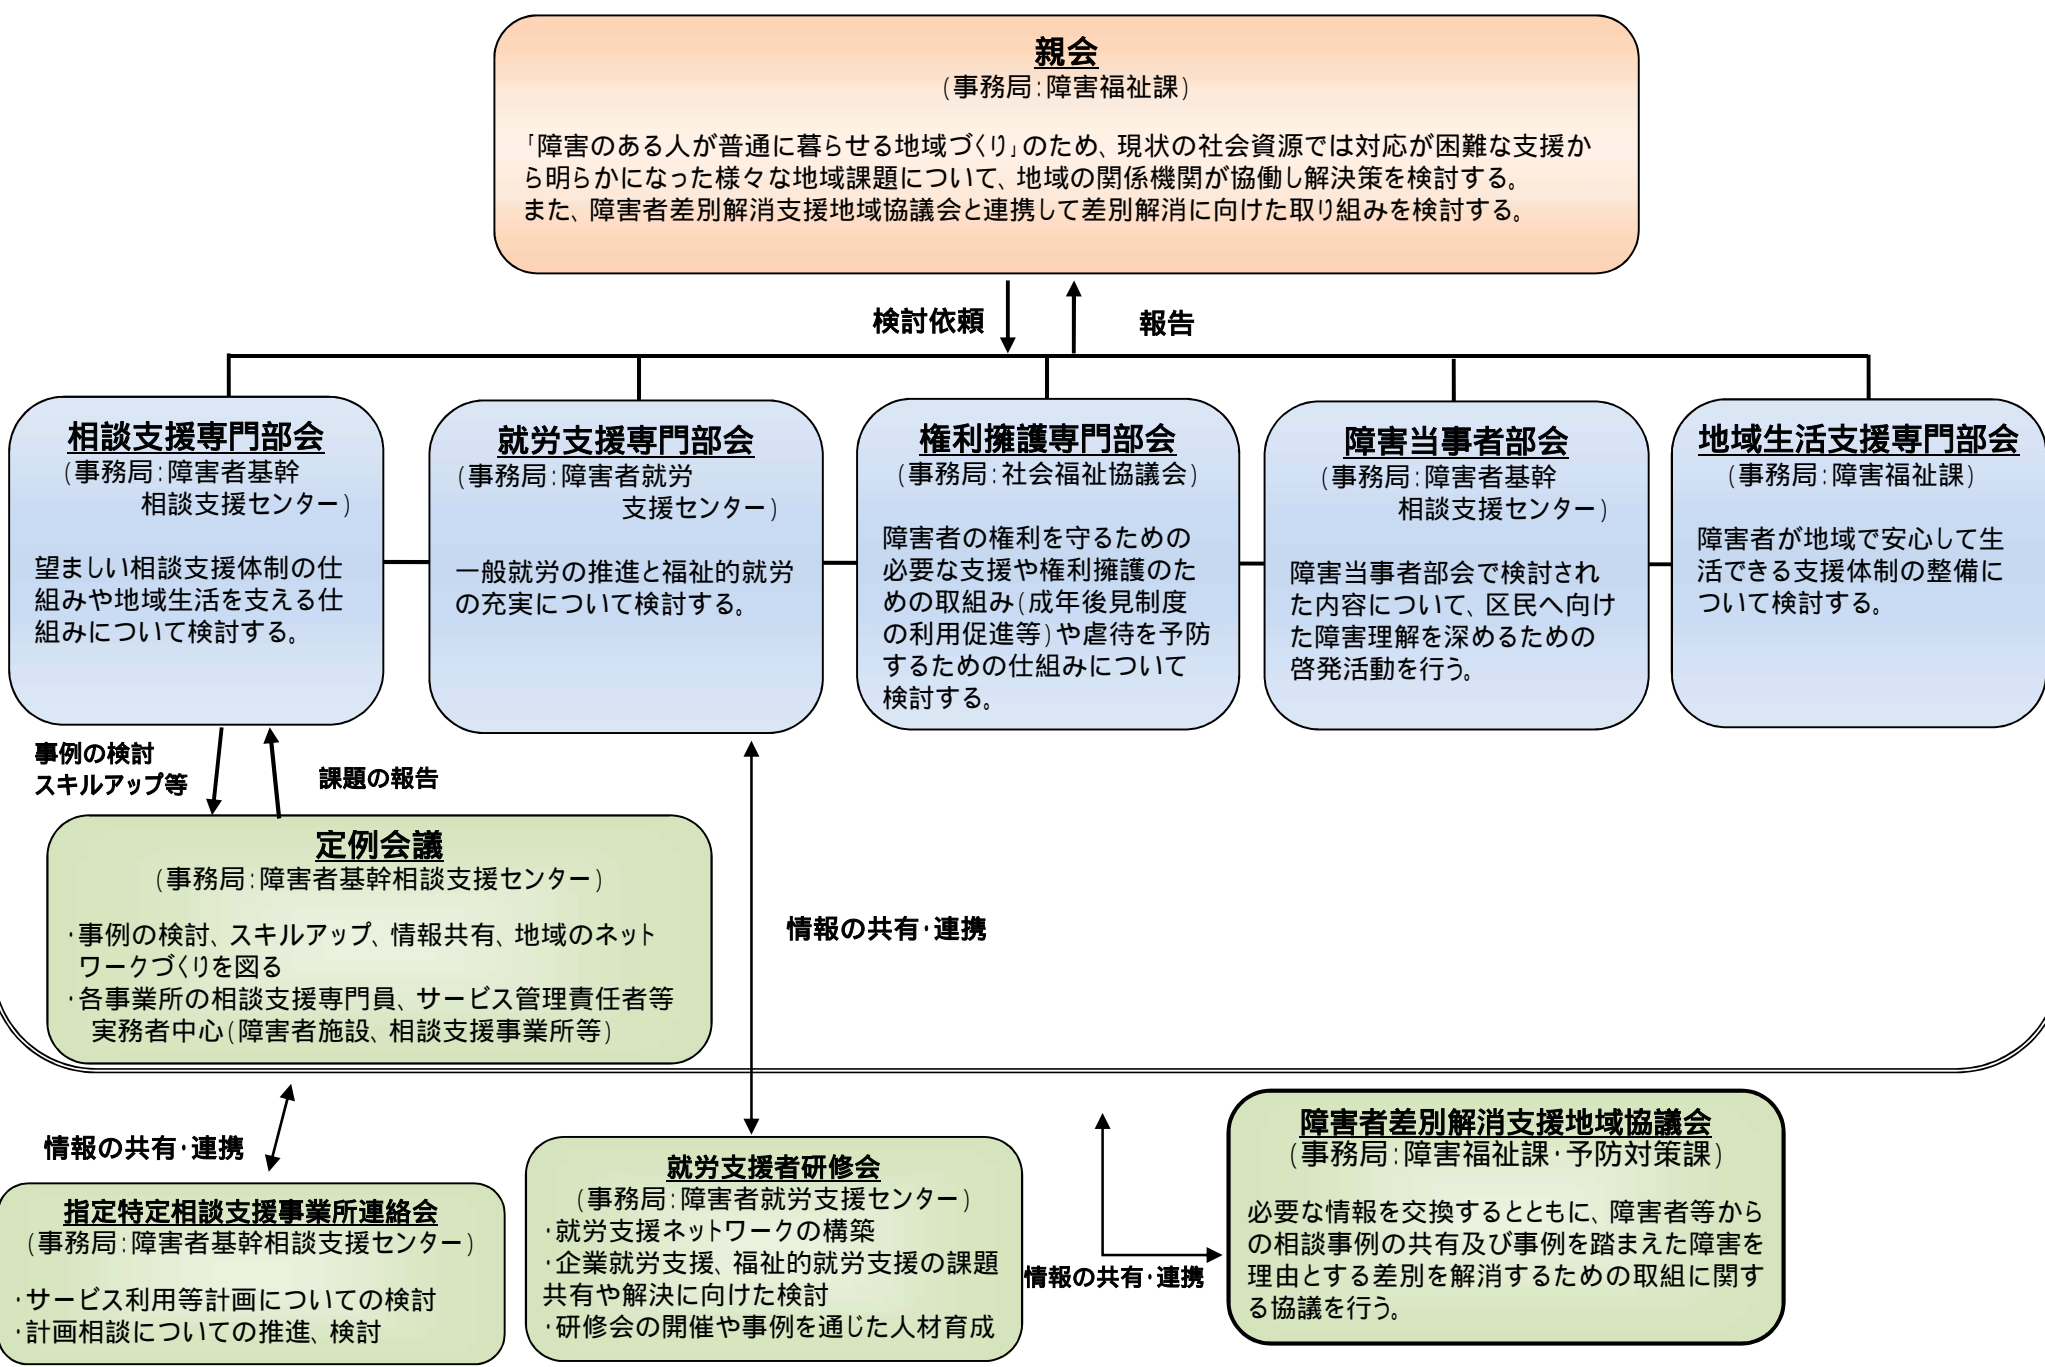 親会
(事務局:障害福祉課)
「障害のある人が普通に暮らせる地域づくり」のため、現状の社会資源では対応が困難な支援か
ら明らかになった様々な地域課題について、地域の関係機関が協働し解決策を検討する。
また、障害者差別解消支援地域協議会と連携して差別解消に向けた取り組みを検討する。
検討依頼
報告
相談支援専門部会
(事務局:障害者基幹
相談支援センター)
望ましい相談支援体制の仕
組みや地域生活を支える仕
組みについて検討する。
就労支援専門部会
(事務局:障害者就労
支援センター)
一般就労の推進と福祉的就労
の充実について検討する。
権利擁護専門部会
(事務局:社会福祉協議会)
障害者の権利を守るための
必要な支援や権利擁護のた
めの取組み(成年後見制度
の利用促進等)や虐待を予防
するための仕組みについて
検討する。
障害当事者部会
(事務局:障害者基幹
相談支援センター)
障害当事者部会で検討され
た内容について、区民へ向け
た障害理解を深めるための
啓発活動を行う。
地域生活支援専門部会
(事務局:障害福祉課)
障害者が地域で安心して生
活できる支援体制の整備に
ついて検討する。
事例の検討
スキルアップ等
課題の報告
定例会議
(事務局:障害者基幹相談支援センター)
・事例の検討、スキルアップ、情報共有、地域のネット
ワークづくりを図る
・各事業所の相談支援専門員、サービス管理責任者等
実務者中心(障害者施設、相談支援事業所等)
情報の共有・連携
情報の共有・連携
指定特定相談支援事業所連絡会
(事務局:障害者基幹相談支援センター)
・サービス利用等計画についての検討
・計画相談についての推進、検討
就労支援者研修会
(事務局:障害者就労支援センター)
・就労支援ネットワークの構築
・企業就労支援、福祉的就労支援の課題
共有や解決に向けた検討
・研修会の開催や事例を通じた人材育成
情報の共有・連携
障害者差別解消支援地域協議会
(事務局:障害福祉課・予防対策課)
必要な情報を交換するとともに、障害者等から
の相談事例の共有及び事例を踏まえた障害を
理由とする差別を解消するための取組に関す
る協議を行う。